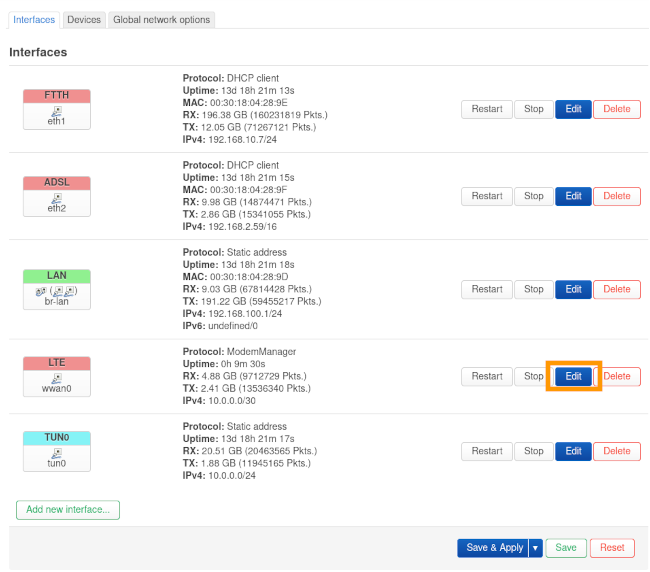 Interfaces Devices Global network options
Interfaces
FTTH
eth1
Protocol: DHCP client
Uptime: 13d 18h 21m 13s
MAC: 00:30:18:04:28:9E
RX: 196.38 GB (160231819 Pkts.)
TX: 12.05 GB (71267121 Pkts.)
IPv4: 192.168.10.7/24
Restart Stop Edit Delete
ADSL
eth2
Protocol: DHCP client
Uptime: 13d 18h 21m 15s
MAC: 00:30:18:04:28:9F
RX: 9.98 GB (14874471 Pkts.)
TX: 2.86 GB (15341055 Pkts.)
IPv4: 192.168.2.59/16
Restart Stop Edit Delete
LAN
br-lan
Protocol: Static address
Uptime: 13d 18h 21m 18s
MAC: 00:30:18:04:28:9D
RX: 9.03 GB (67814428 Pkts.)
TX: 191.22 GB (59455217 Pkts.)
IPv4: 192.168.100.1/24
IPv6: undefined/0
Restart Stop Edit Delete
LTE
wwan0
Protocol: ModemManager
Uptime: 0h 9m 30s
RX: 4.88 GB (9712729 Pkts.)
TX: 2.41 GB (13536340 Pkts.)
IPv4: 10.0.0.0/30
Restart Stop Edit Delete
TUN0
tun0
Protocol: Static address
Uptime: 13d 18h 21m 17s
RX: 20.51 GB (20463565 Pkts.)
TX: 1.88 GB (11945165 Pkts.)
IPv4: 10.0.0.0/24
Restart Stop Edit Delete
Add new interface...
Save & Apply Save Reset